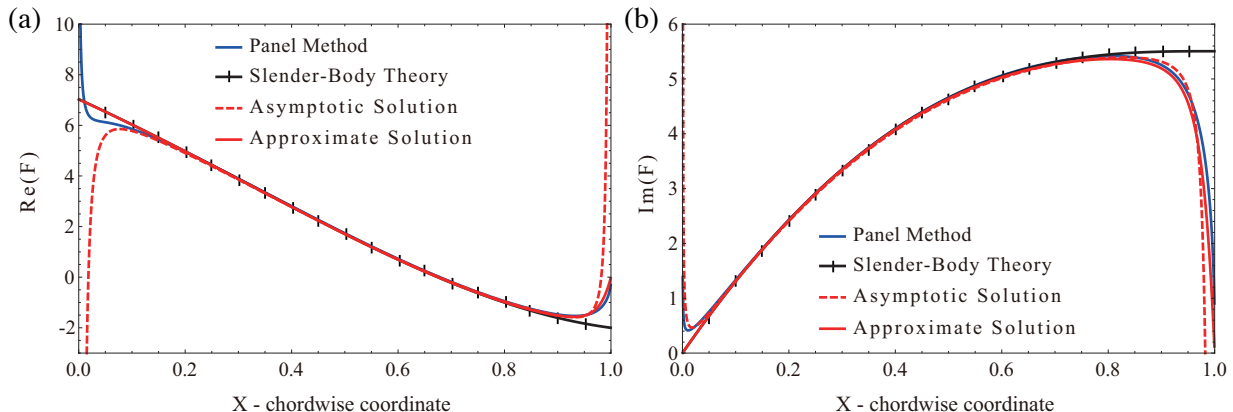 (a)
10
8
6
4
2
0
-2
Re(F)
Panel Method
Slender-Body Theory
Asymptotic Solution
Approximate Solution
0.0 0.2 0.4 0.6 0.8 1.0
X - chordwise coordinate
(b)
6
5
4
3
2
1
0
Im(F)
Panel Method
Slender-Body Theory
Asymptotic Solution
Approximate Solution
0.0 0.2 0.4 0.6 0.8 1.0
X - chordwise coordinate